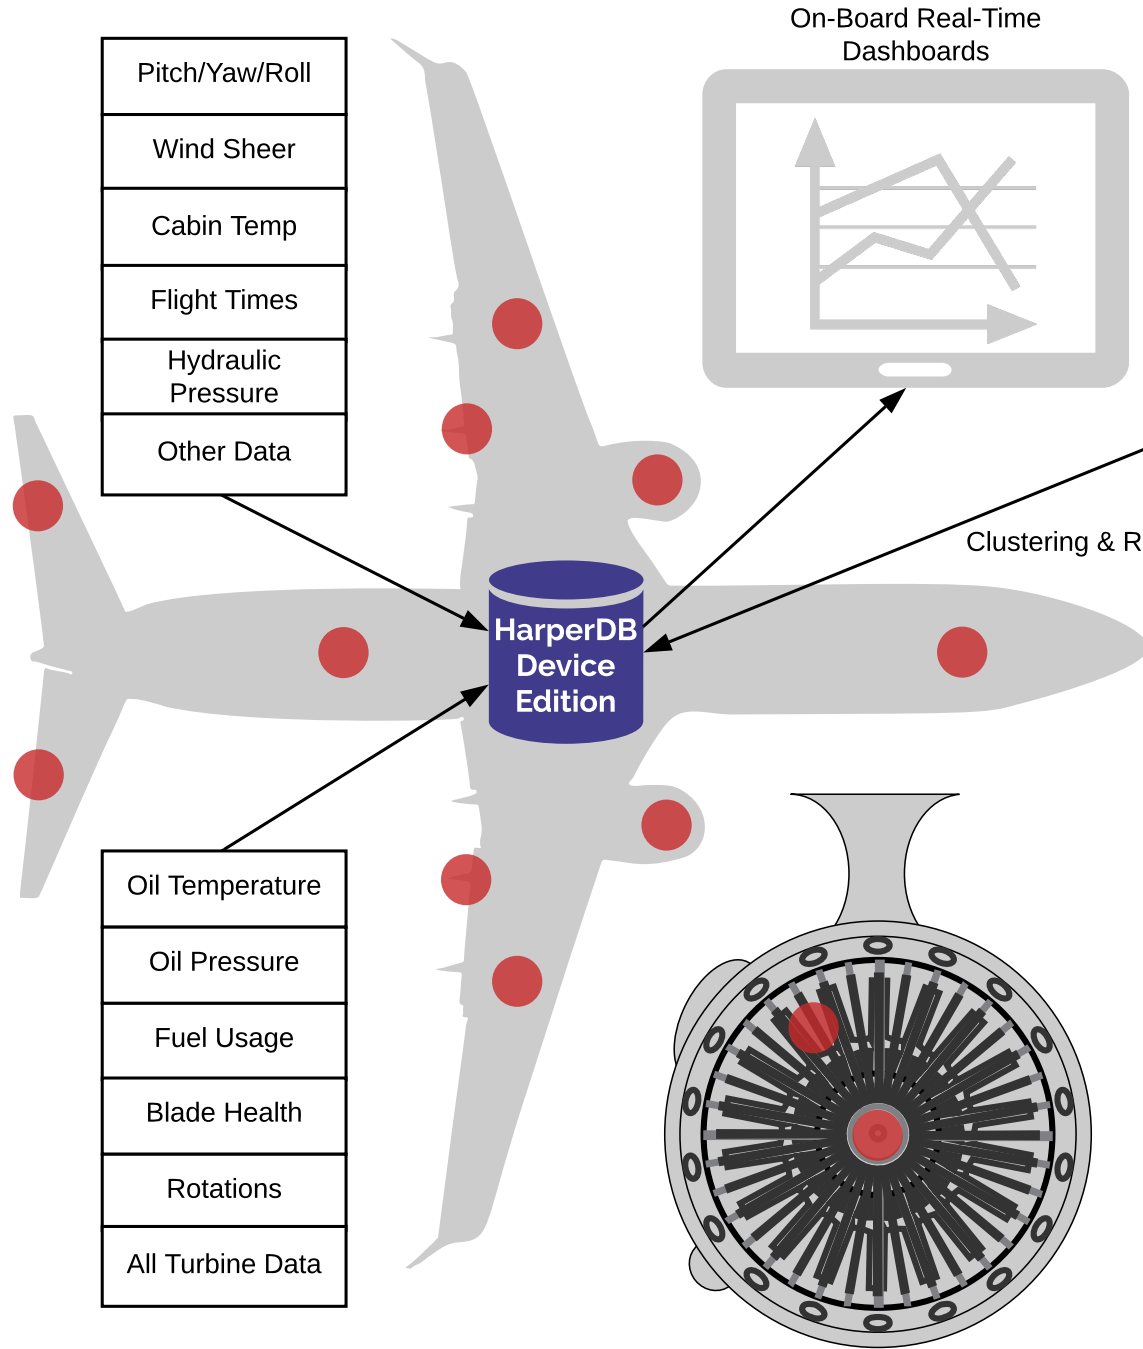 On-Board Real-Time
Dashboards
Pitch/Yaw/Roll
Wind Sheer
Cabin Temp
Flight Times
Hydraulic
Pressure
Other Data
Clustering & R
HarperDB
Device
Edition
Oil Temperature
Oil Pressure
Fuel Usage
Blade Health
Rotations
All Turbine Data